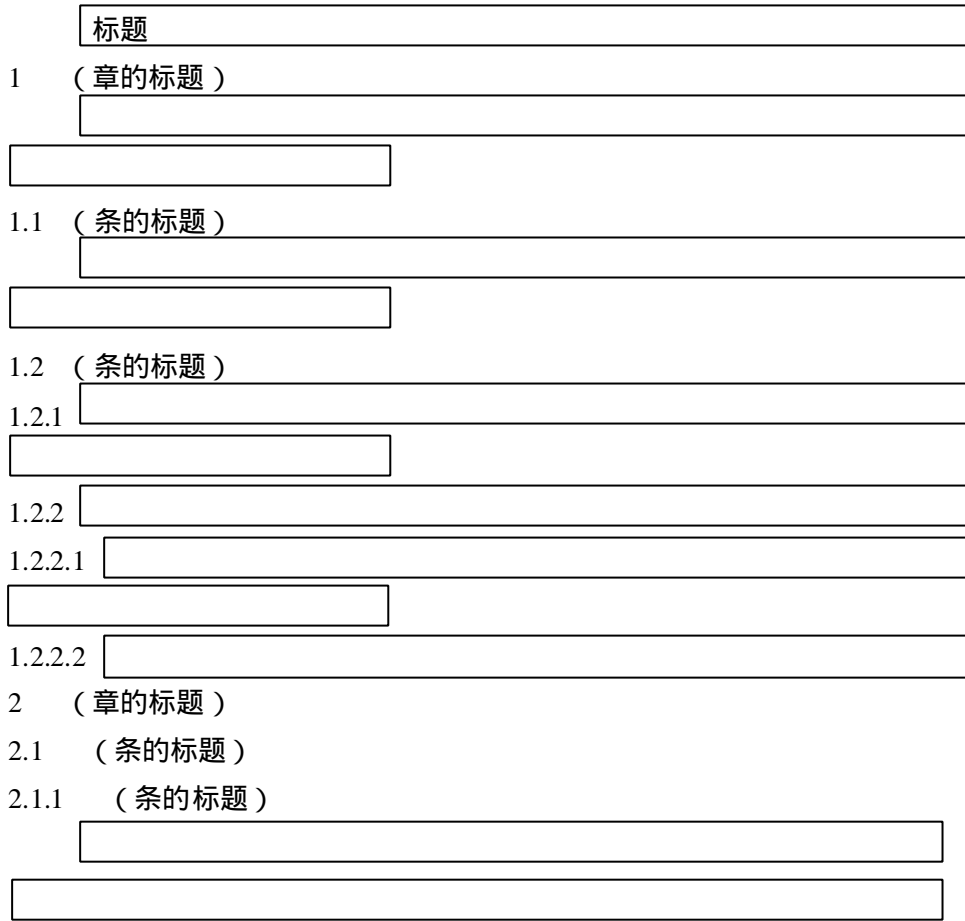 标题
1 （章的标题）
1.1 （条的标题）
1.2 （条的标题）
1.2.1
1.2.2
1.2.2.1
1.2.2.2
2 （章的标题）
2.1 （条的标题）
2.1.1 （条的标题）